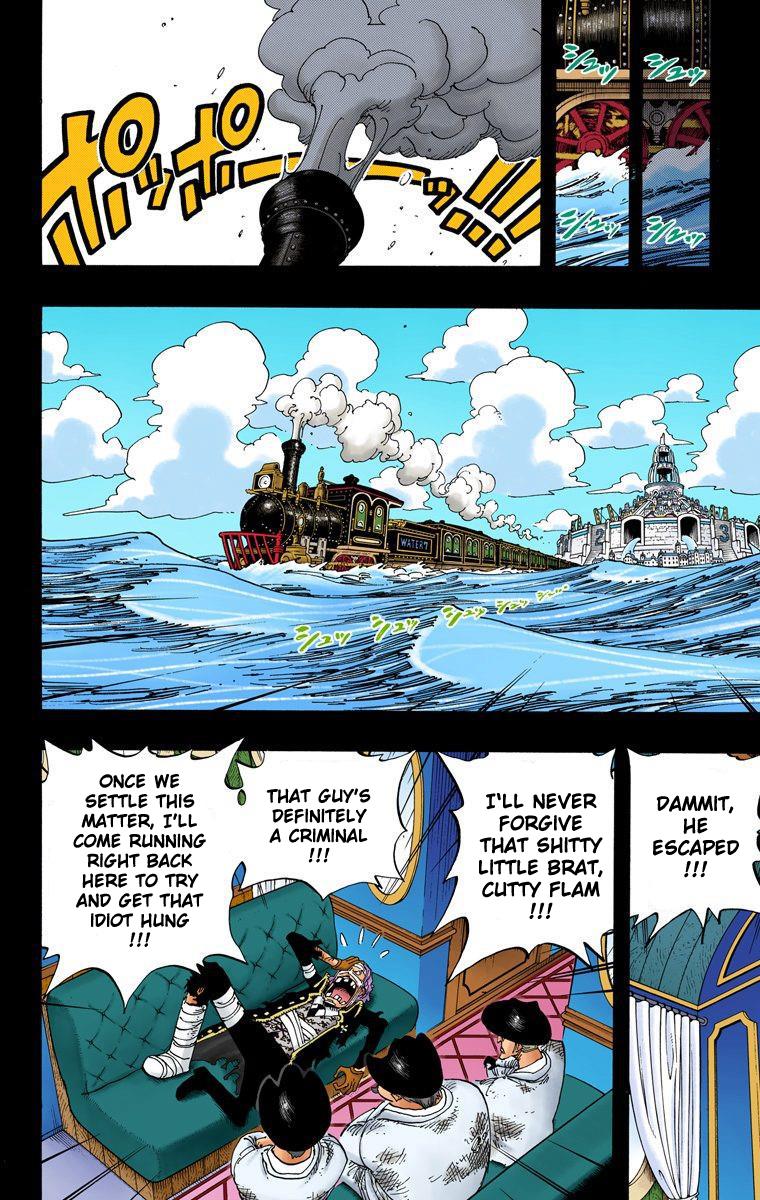 シュッ
シュッ
シュッ
シュッ
ポッポーーッ!!!
WATER7
2
3
シュッ シュッ シュッ シュッ シュッ
DAMMIT,
HE
ESCAPED
!!!
I'LL NEVER
FORGIVE
THAT SHITTY
LITTLE BRAT,
CUTTY FLAM
!!!
THAT GUY'S
DEFINITELY
A CRIMINAL
!!!
ONCE WE
SETTLE THIS
MATTER, I'LL
COME RUNNING
RIGHT BACK
HERE TO TRY
AND GET THAT
IDIOT HUNG
!!!